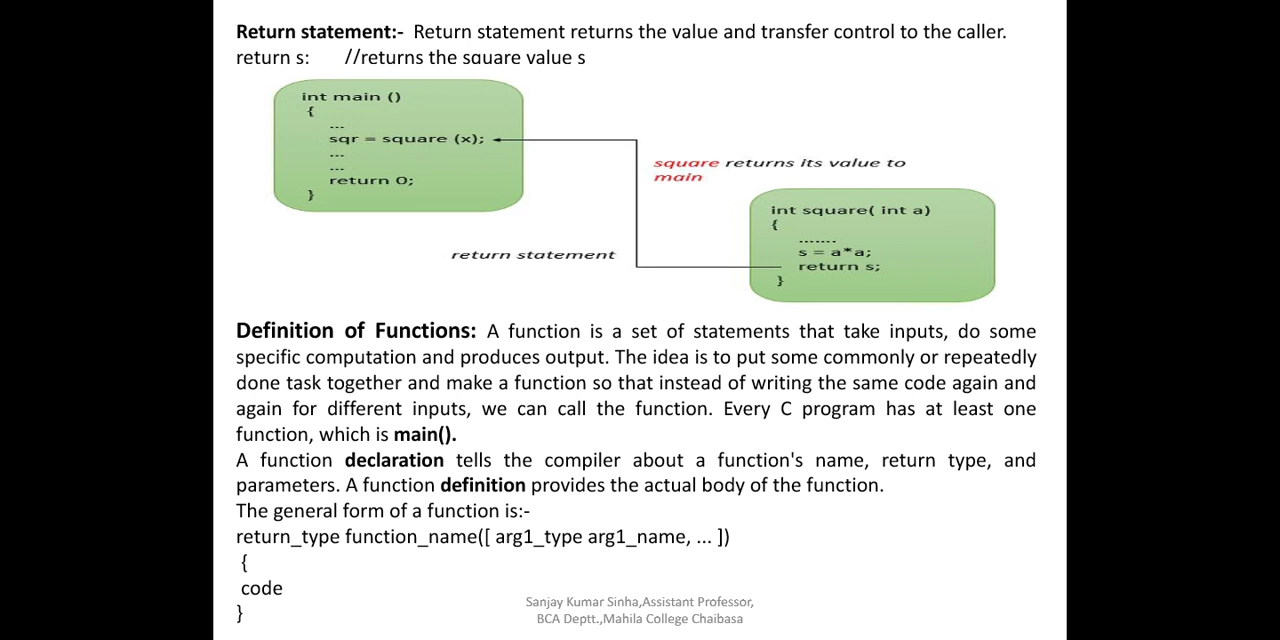 Return statement:- Return statement returns the value and transfer control to the caller.
return s: //returns the square value s
int main ()
{
...
sqr = square (x);
...
...
return 0;
}
square returns its value to
main
int square( int a)
{
.......
s = a*a;
return s;
}
return statement
Definition of Functions: A function is a set of statements that take inputs, do some
specific computation and produces output. The idea is to put some commonly or repeatedly
done task together and make a function so that instead of writing the same code again and
again for different inputs, we can call the function. Every C program has at least one
function, which is main().
A function declaration tells the compiler about a function's name, return type, and
parameters. A function definition provides the actual body of the function.
The general form of a function is:-
return_type function_name([ arg1_type arg1_name, ... ])
{
code
}
Sanjay Kumar Sinha,Assistant Professor,
BCA Deptt.,Mahila College Chaibasa